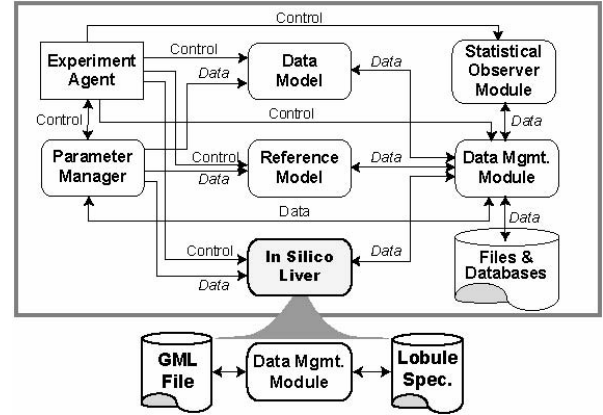 Control
Experiment
Agent
Control
Data
Data
Model
Data
Statistical
Observer
Module
Control
Control
Data
Parameter
Manager
Control
Data
Reference
Model
Data
Data Mgmt.
Module
Data
Data
Control
Data
In Silico
Liver
Data
Files &
Databases
GML
File
Data Mgmt.
Module
Lobule
Spec.